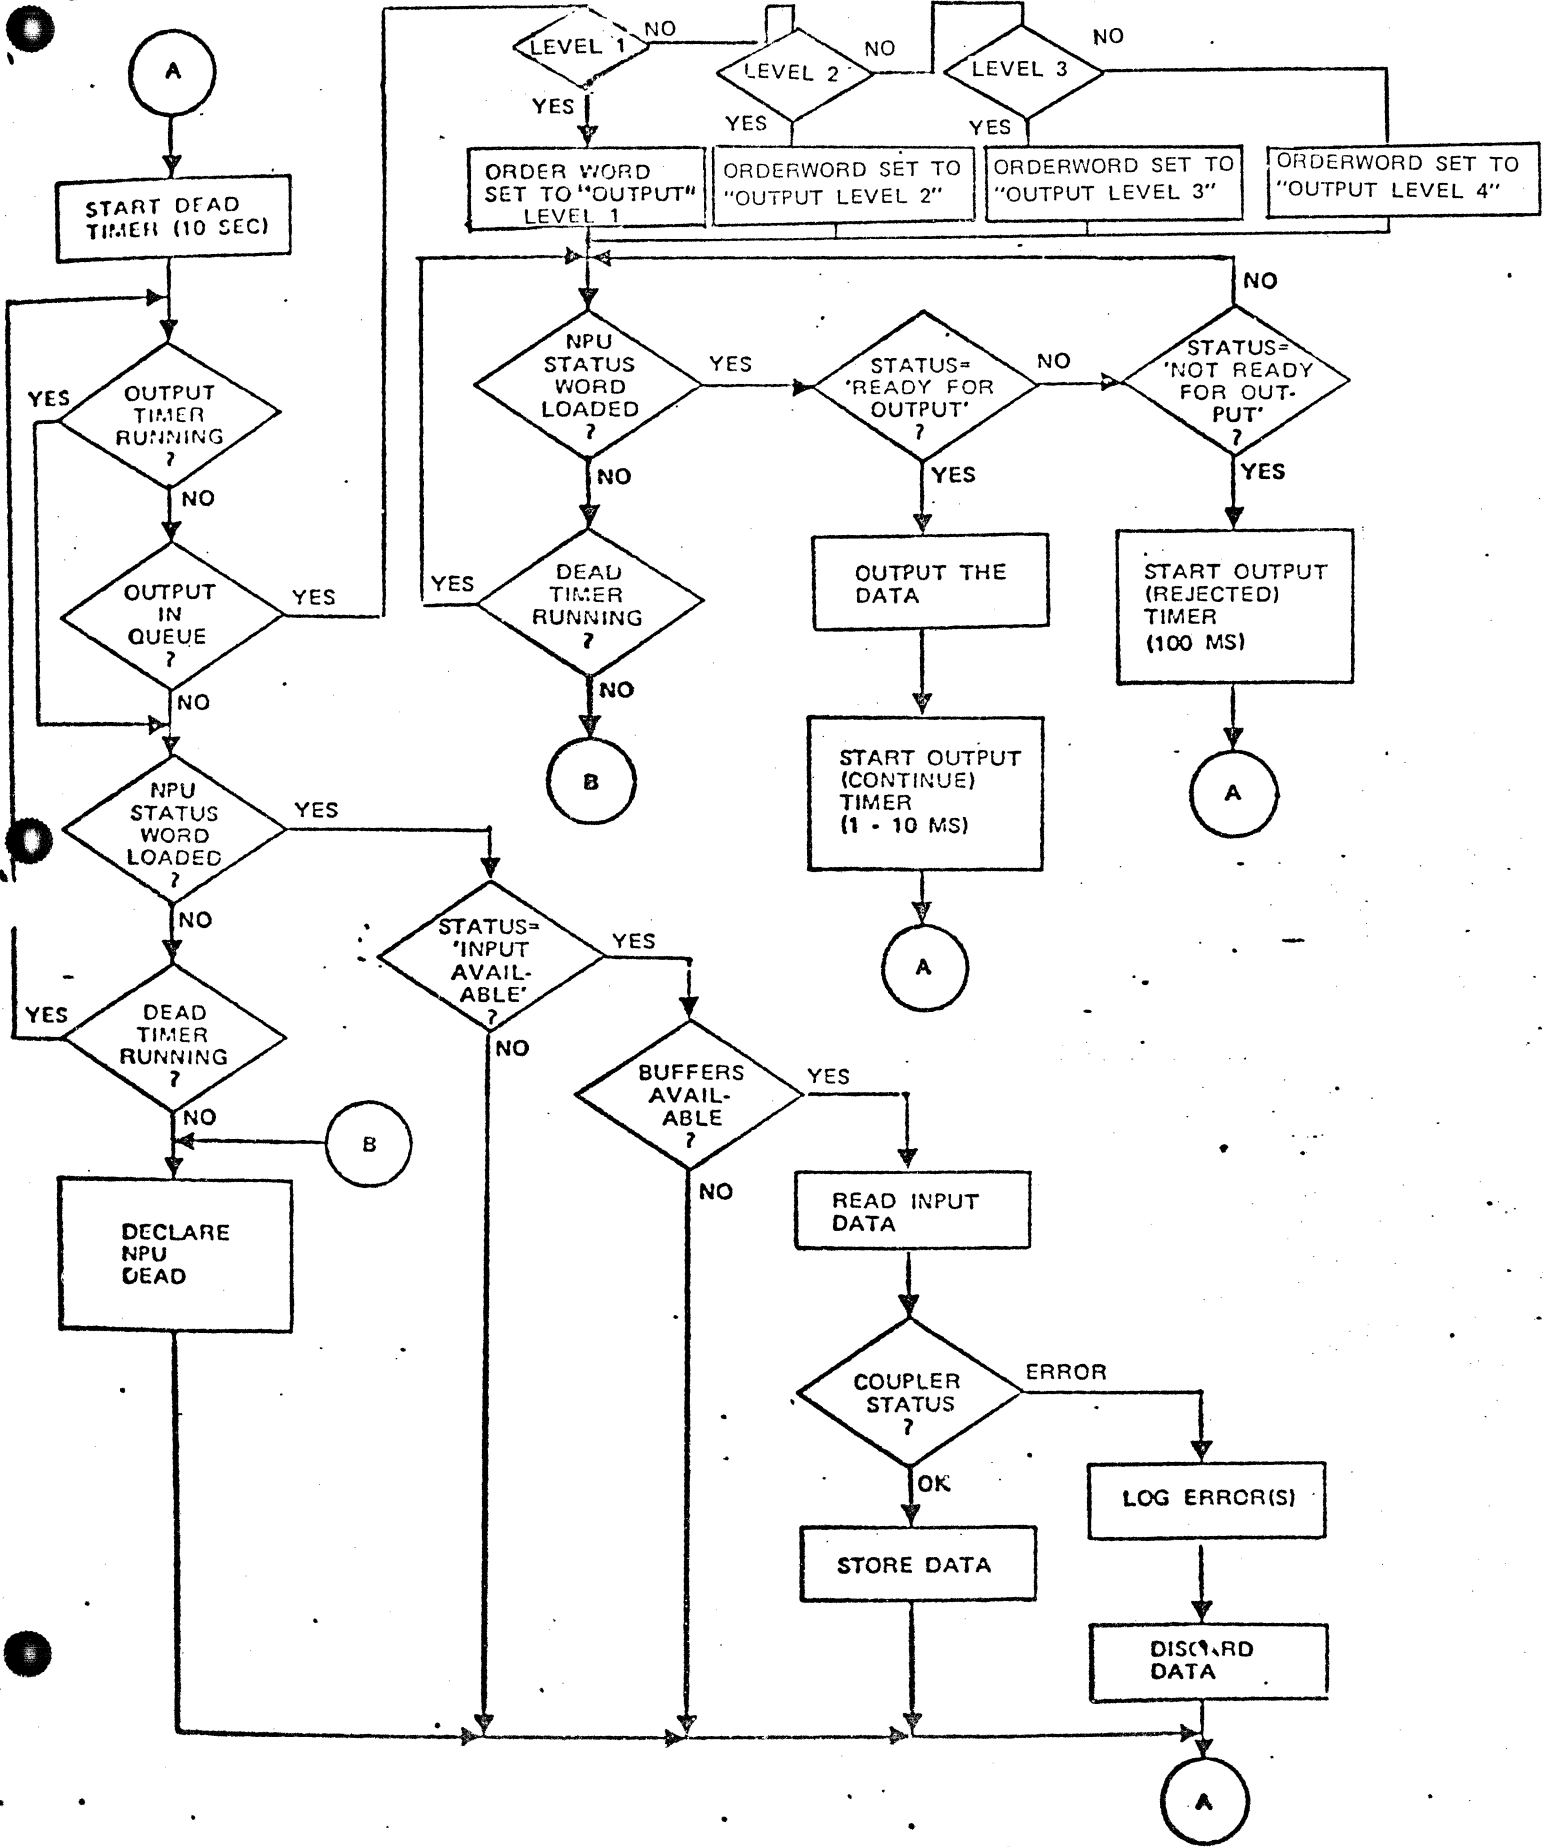 A
START DEAD
TIMER (10 SEC)
OUTPUT
TIMER
RUNNING
?
YES
NO
OUTPUT
IN
QUEUE
?
YES
NO
LEVEL 1
NO
YES
LEVEL 2
NO
YES
LEVEL 3
NO
YES
ORDER WORD
SET TO "OUTPUT"
LEVEL 1
ORDERWORD SET TO
"OUTPUT LEVEL 2"
ORDERWORD SET TO
"OUTPUT LEVEL 3"
ORDERWORD SET TO
"OUTPUT LEVEL 4"
NPU
STATUS
WORD
LOADED
?
YES
NO
STATUS=
'READY FOR
OUTPUT'
?
NO
YES
STATUS=
'NOT READY
FOR OUT-
PUT'
?
NO
YES
DEAD
TIMER
RUNNING
?
YES
NO
B
OUTPUT THE
DATA
START OUTPUT
(CONTINUE)
TIMER
(1 - 10 MS)
A
START OUTPUT
(REJECTED)
TIMER
(100 MS)
A
NPU
STATUS
WORD
LOADED
?
YES
NO
DEAD
TIMER
RUNNING
?
YES
NO
B
DECLARE
NPU
DEAD
STATUS=
'INPUT
AVAIL-
ABLE'
?
YES
NO
BUFFERS
AVAIL-
ABLE
?
YES
NO
READ INPUT
DATA
COUPLER
STATUS
?
ERROR
OK
STORE DATA
LOG ERROR(S)
DISCARD
DATA
A